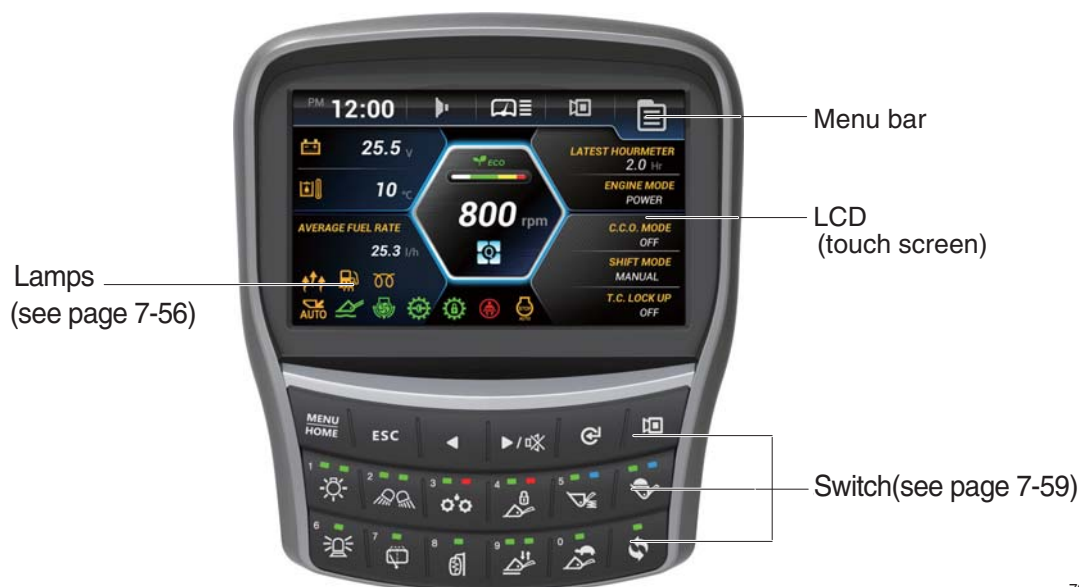 PM 12:00
25.5 V
10 °C
AVERAGE FUEL RATE
25.3 l/h
AUTO
ECO
800 rpm
Q
STOP
AUTO
LATEST HOURMETER
2.0 Hr
ENGINE MODE
POWER
C.C.O. MODE
OFF
SHIFT MODE
MANUAL
T.C. LOCK UP
OFF
Menu bar
LCD
(touch screen)
Lamps
(see page 7-56)
MENU
HOME
ESC
1 2 3 4 5
Switch(see page 7-59)
6 7 8 9 0